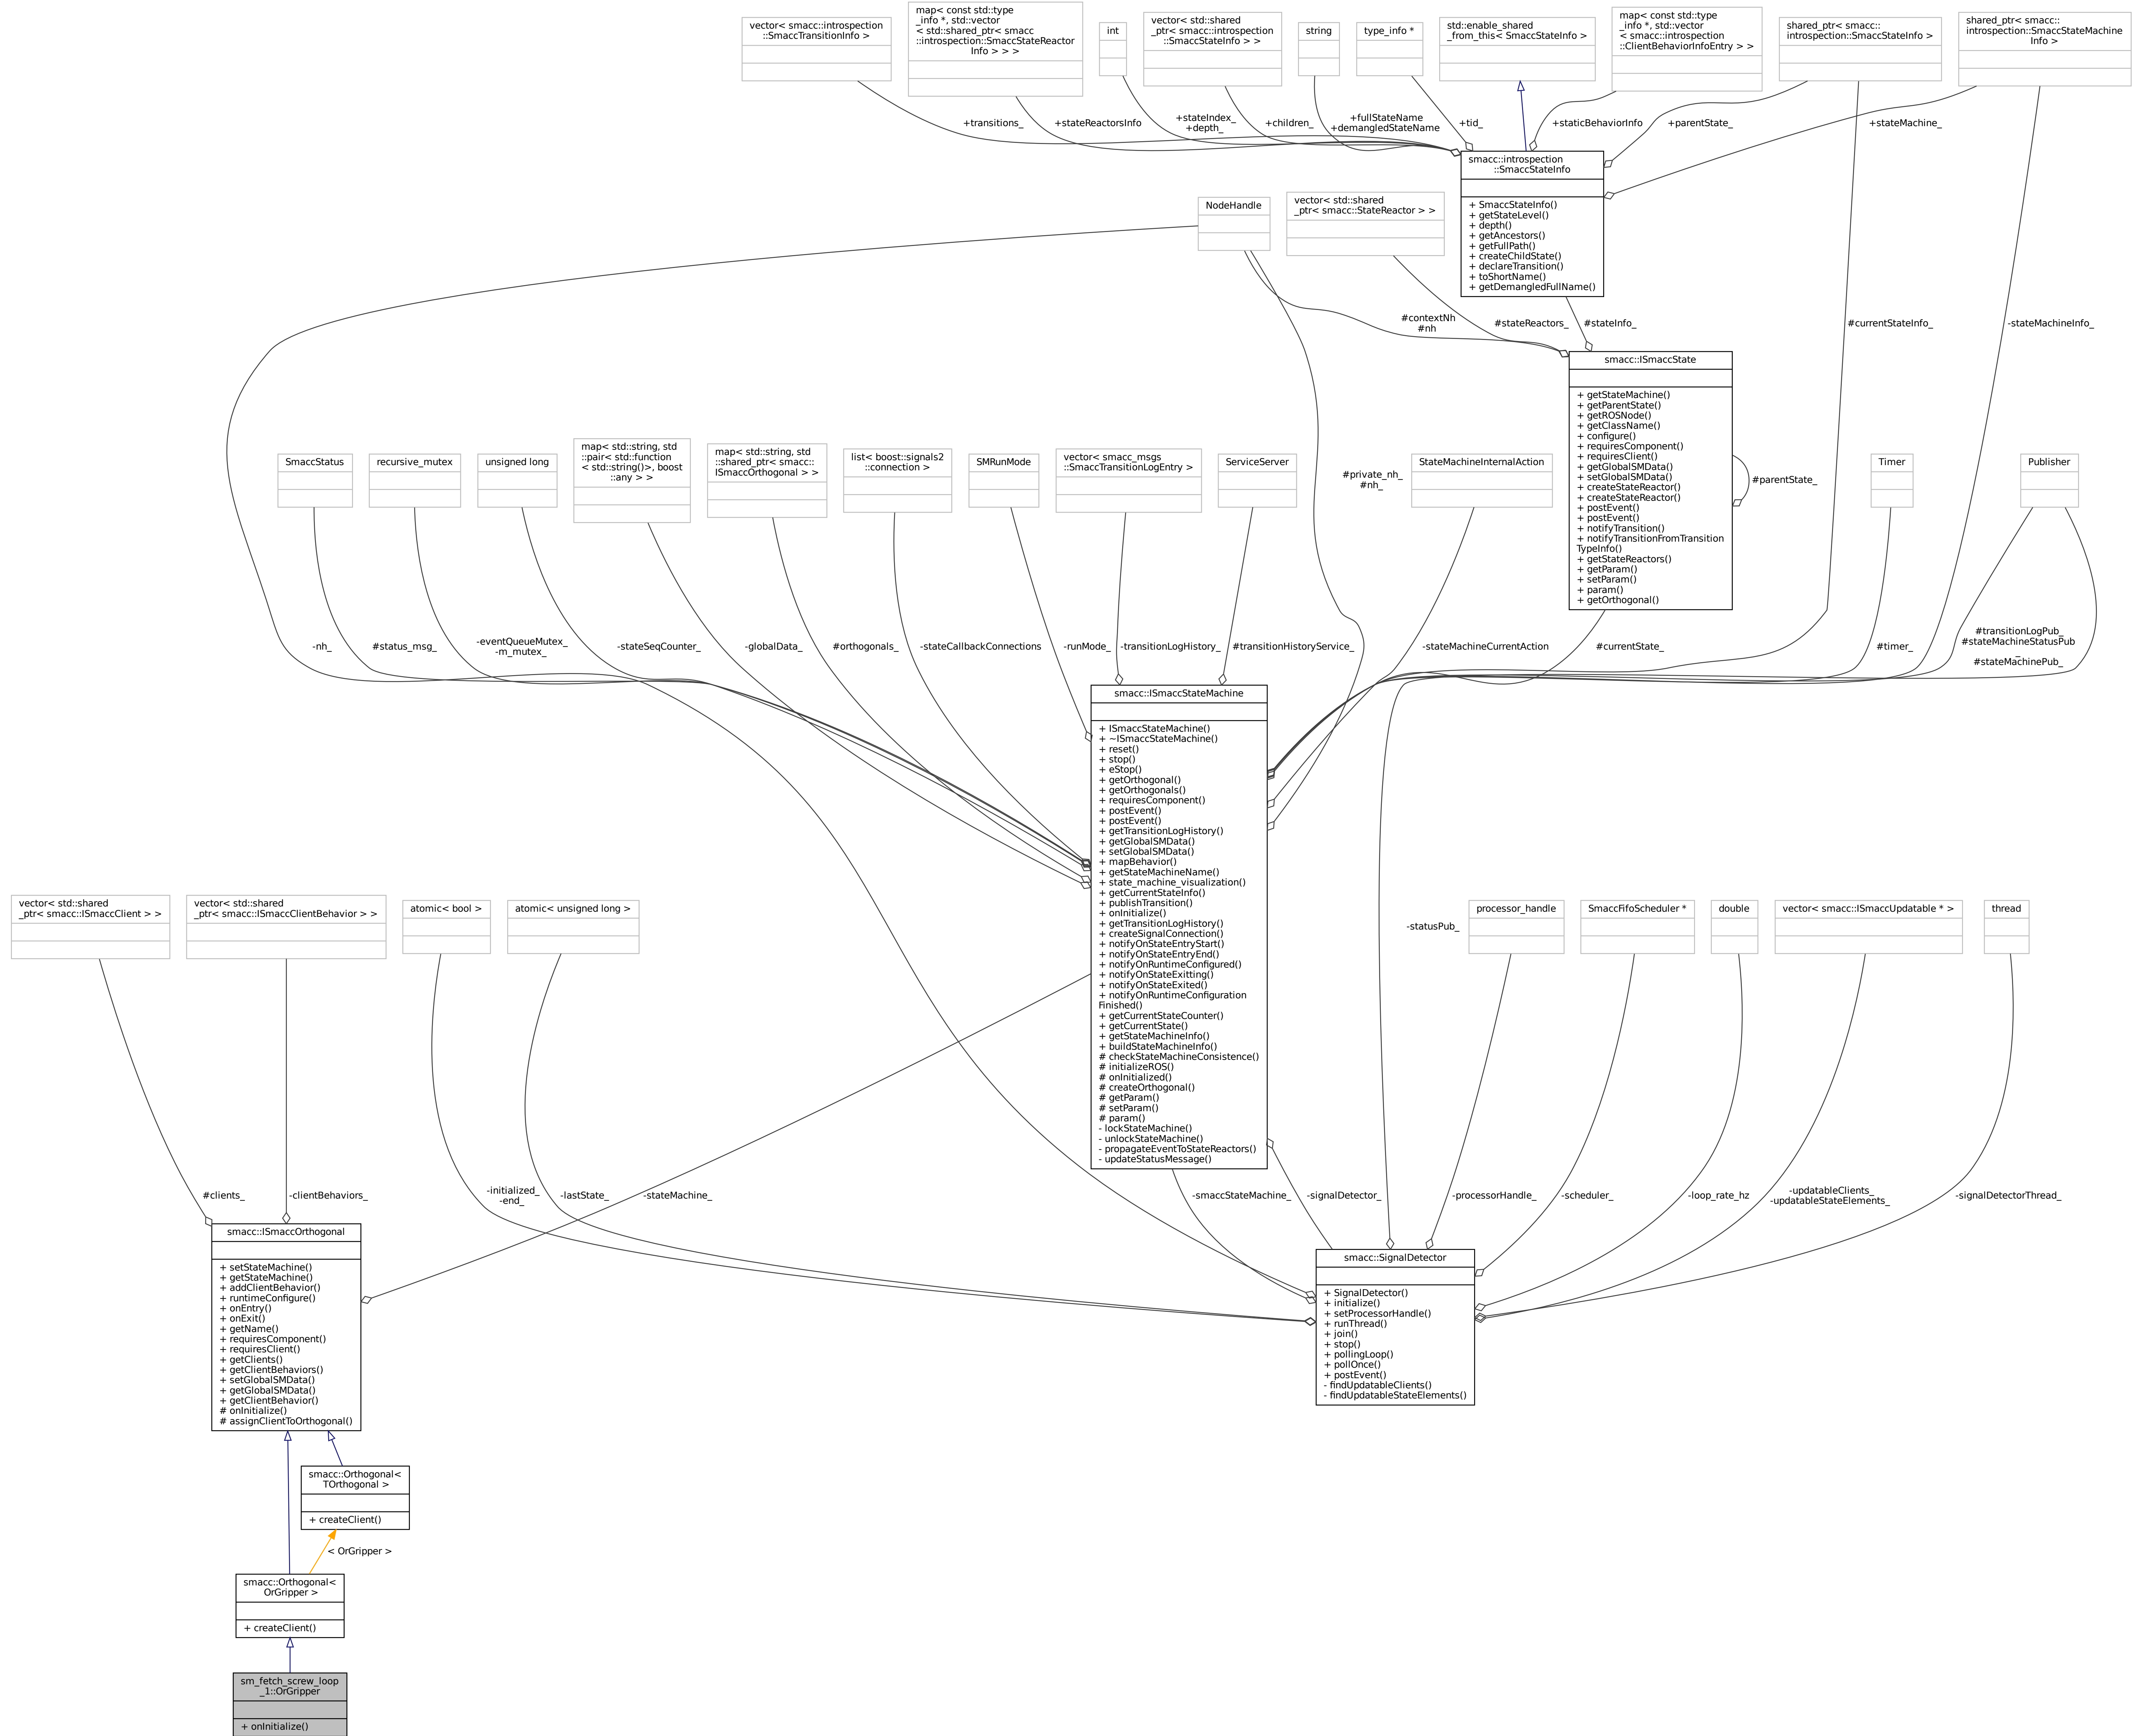 vector< smacc::introspection
::SmaccTransitionInfo >
map< const std::type
_info *, std::vector
< std::shared_ptr< smacc
::introspection::SmaccStateReactor
Info > > >
int
vector< std::shared
_ptr< smacc::introspection
::SmaccStateInfo > >
string
type_info *
std::enable_shared
_from_this< SmaccStateInfo >
map< const std::type
_info *, std::vector
< smacc::introspection
::ClientBehaviorInfoEntry > >
shared_ptr< smacc::
introspection::SmaccStateInfo >
shared_ptr< smacc::
introspection::SmaccStateMachine
Info >
+transitions_
+stateReactorsInfo
+stateIndex_
+depth_
+children_
+fullStateName
+demangledStateName
+tid_
+staticBehaviorInfo
+parentState_
+stateMachine_
smacc::introspection
::SmaccStateInfo
+ SmaccStateInfo()
+ getStateLevel()
+ depth()
+ getAncestors()
+ getFullPath()
+ createChildState()
+ declareTransition()
+ toShortName()
+ getDemangledFullName()
NodeHandle
vector< std::shared
_ptr< smacc::StateReactor > >
#contextNh
#nh
#stateReactors_
#stateInfo_
#currentStateInfo_
-stateMachineInfo_
smacc::ISmaccState
+ getStateMachine()
+ getParentState()
+ getROSNode()
+ getClassName()
+ configure()
+ requiresComponent()
+ requiresClient()
+ getGlobalSMData()
+ setGlobalSMData()
+ createStateReactor()
+ createStateReactor()
+ postEvent()
+ postEvent()
+ notifyTransition()
+ notifyTransitionFromTransition
TypeInfo()
+ getStateReactors()
+ getParam()
+ setParam()
+ param()
+ getOrthogonal()
#parentState_
SmaccStatus
recursive_mutex
unsigned long
map< std::string, std
::pair< std::function
< std::string()>, boost
::any > >
map< std::string, std
::shared_ptr< smacc::
ISmaccOrthogonal > >
list< boost::signals2
::connection >
SMRunMode
vector< smacc_msgs
::SmaccTransitionLogEntry >
ServiceServer
#private_nh_
#nh_
StateMachineInternalAction
Timer
Publisher
-nh_
#status_msg_
-eventQueueMutex_
-m_mutex_
-stateSeqCounter_
-globalData_
#orthogonals_
-stateCallbackConnections
-runMode_
-transitionLogHistory_
#transitionHistoryService_
-stateMachineCurrentAction
#currentState_
#timer_
#transitionLogPub_
#stateMachineStatusPub
_
#stateMachinePub_
smacc::ISmaccStateMachine
+ ISmaccStateMachine()
+ ~ISmaccStateMachine()
+ reset()
+ stop()
+ eStop()
+ getOrthogonal()
+ getOrthogonals()
+ requiresComponent()
+ postEvent()
+ postEvent()
+ getTransitionLogHistory()
+ getGlobalSMData()
+ setGlobalSMData()
+ mapBehavior()
+ getStateMachineName()
+ state_machine_visualization()
+ getCurrentStateInfo()
+ publishTransition()
+ onInitialize()
+ getTransitionLogHistory()
+ createSignalConnection()
+ notifyOnStateEntryStart()
+ notifyOnStateEntryEnd()
+ notifyOnRuntimeConfigured()
+ notifyOnStateExitting()
+ notifyOnStateExited()
+ notifyOnRuntimeConfiguration
Finished()
+ getCurrentStateCounter()
+ getCurrentState()
+ getStateMachineInfo()
+ buildStateMachineInfo()
# checkStateMachineConsistence()
# initializeROS()
# onInitialized()
# createOrthogonal()
# getParam()
# setParam()
# param()
- lockStateMachine()
- unlockStateMachine()
- propagateEventToStateReactors()
- updateStatusMessage()
vector< std::shared
_ptr< smacc::ISmaccClient > >
vector< std::shared
_ptr< smacc::ISmaccClientBehavior > >
atomic< bool >
atomic< unsigned long >
-statusPub_
processor_handle
SmaccFifoScheduler *
double
vector< smacc::ISmaccUpdatable * >
thread
#clients_
-clientBehaviors_
-initialized_
-end_
-lastState_
-stateMachine_
-smaccStateMachine_
-signalDetector_
-processorHandle_
-scheduler_
-loop_rate_hz
-updatableClients_
-updatableStateElements_
-signalDetectorThread_
smacc::ISmaccOrthogonal
+ setStateMachine()
+ getStateMachine()
+ addClientBehavior()
+ runtimeConfigure()
+ onEntry()
+ onExit()
+ getName()
+ requiresComponent()
+ requiresClient()
+ getClients()
+ getClientBehaviors()
+ setGlobalSMData()
+ getGlobalSMData()
+ getClientBehavior()
# onInitialize()
# assignClientToOrthogonal()
smacc::SignalDetector
+ SignalDetector()
+ initialize()
+ setProcessorHandle()
+ runThread()
+ join()
+ stop()
+ pollingLoop()
+ pollOnce()
+ postEvent()
- findUpdatableClients()
- findUpdatableStateElements()
smacc::Orthogonal<
TOrthogonal >
+ createClient()
< OrGripper >
smacc::Orthogonal<
OrGripper >
+ createClient()
sm_fetch_screw_loop
_1::OrGripper
+ onInitialize()